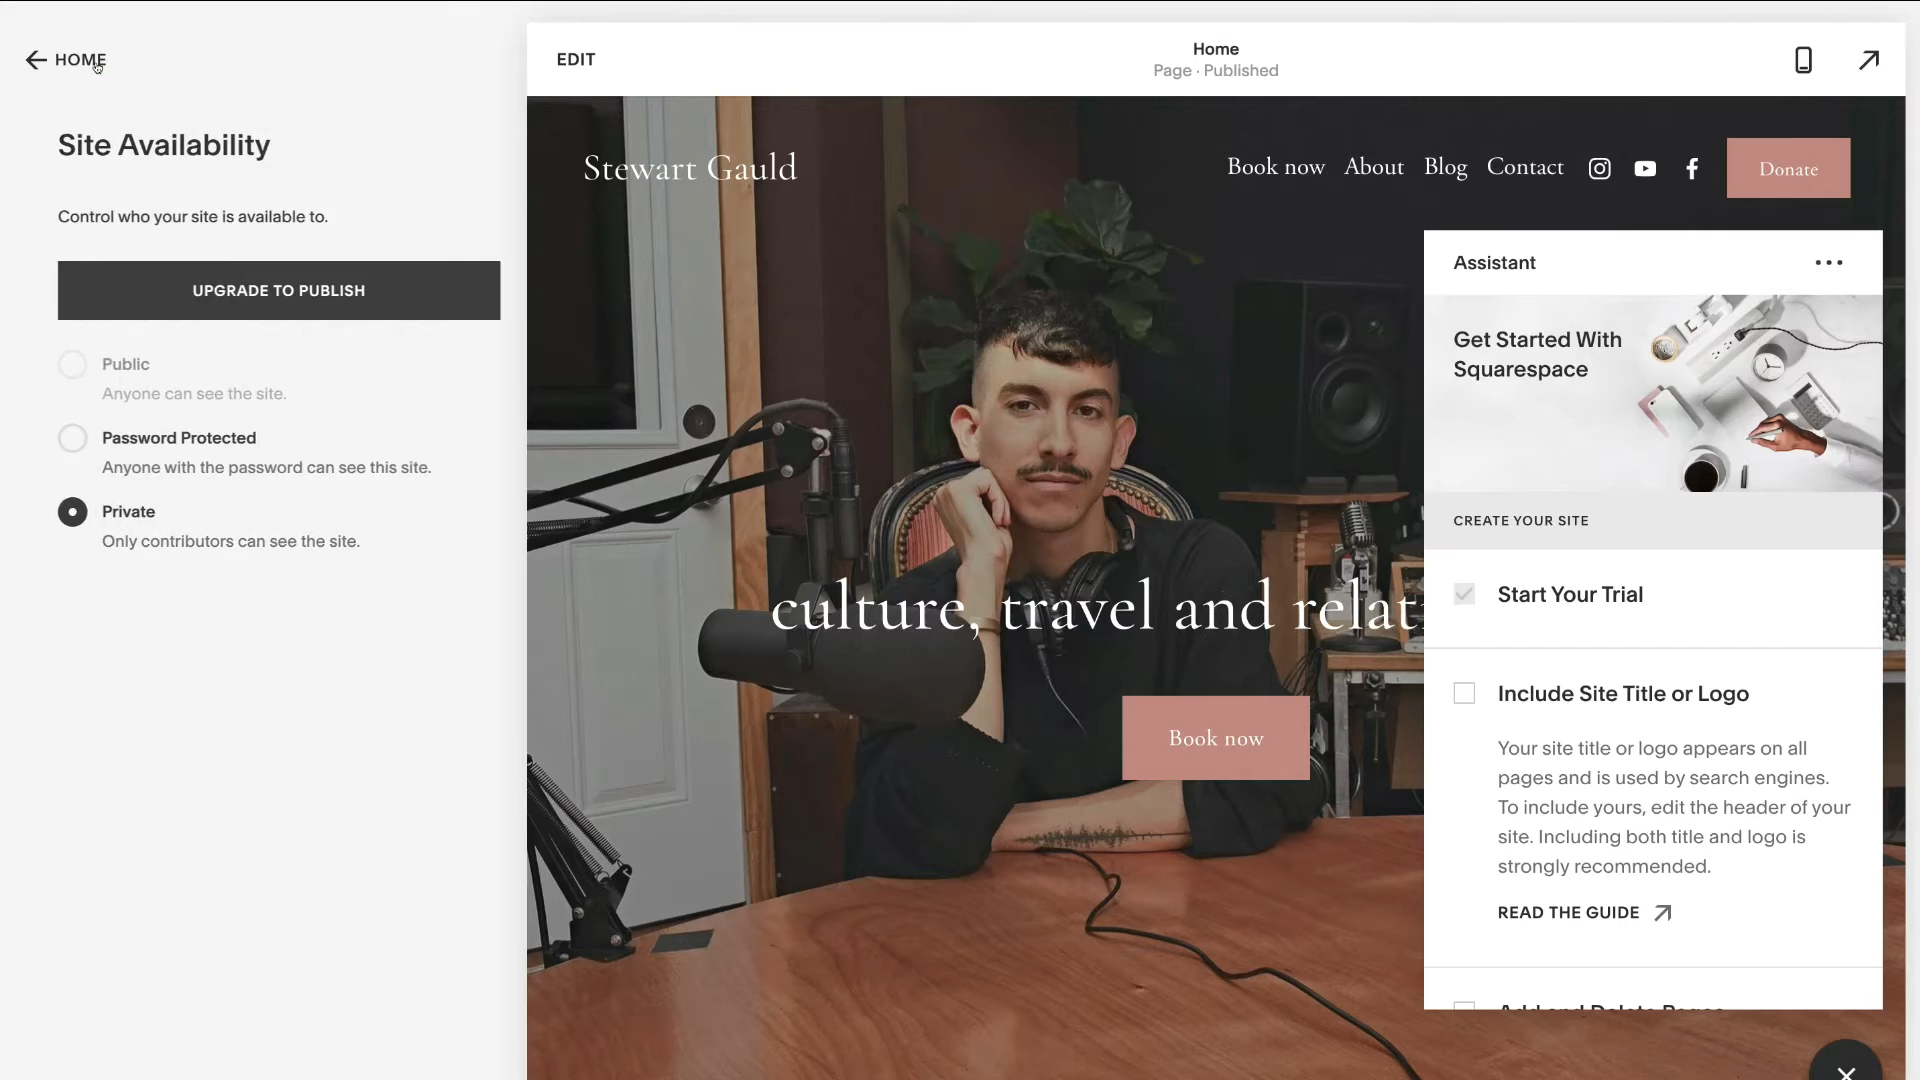 HOME
Site Availability
Control who your site is available to.
UPGRADE TO PUBLISH
Public
Anyone can see the site.
Password Protected
Anyone with the password can see this site.
Private
Only contributors can see the site.
EDIT
Home
Page · Published
Stewart Gauld
Book now
About
Blog
Contact
Donate
culture, travel and relat
Book now
Assistant
Get Started With
Squarespace
CREATE YOUR SITE
Start Your Trial
Include Site Title or Logo
Your site title or logo appears on all
pages and is used by search engines.
To include yours, edit the header of your
site. Including both title and logo is
strongly recommended.
READ THE GUIDE
Add and Delete Pages